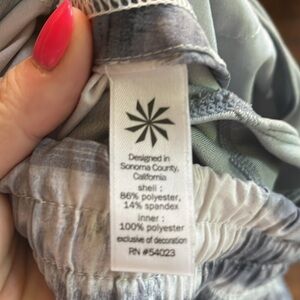 Designed in
Sonoma County,
California
shell :
86% polyester,
14% spandex
inner :
100% polyester
exclusive of decoration
RN #54023